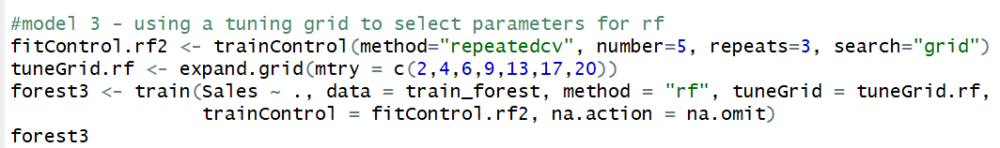 #model 3 - using a tuning grid to select parameters for rf
fitControl.rf2 <- trainControl(method="repeatedcv", number=5, repeats=3, search="grid")
tuneGrid.rf <- expand.grid(mtry = c(2,4,6,9,13,17,20))
forest3 <- train(Sales ~ ., data = train_forest, method = "rf", tuneGrid = tuneGrid.rf,
trainControl = fitControl.rf2, na.action = na.omit)
forest3